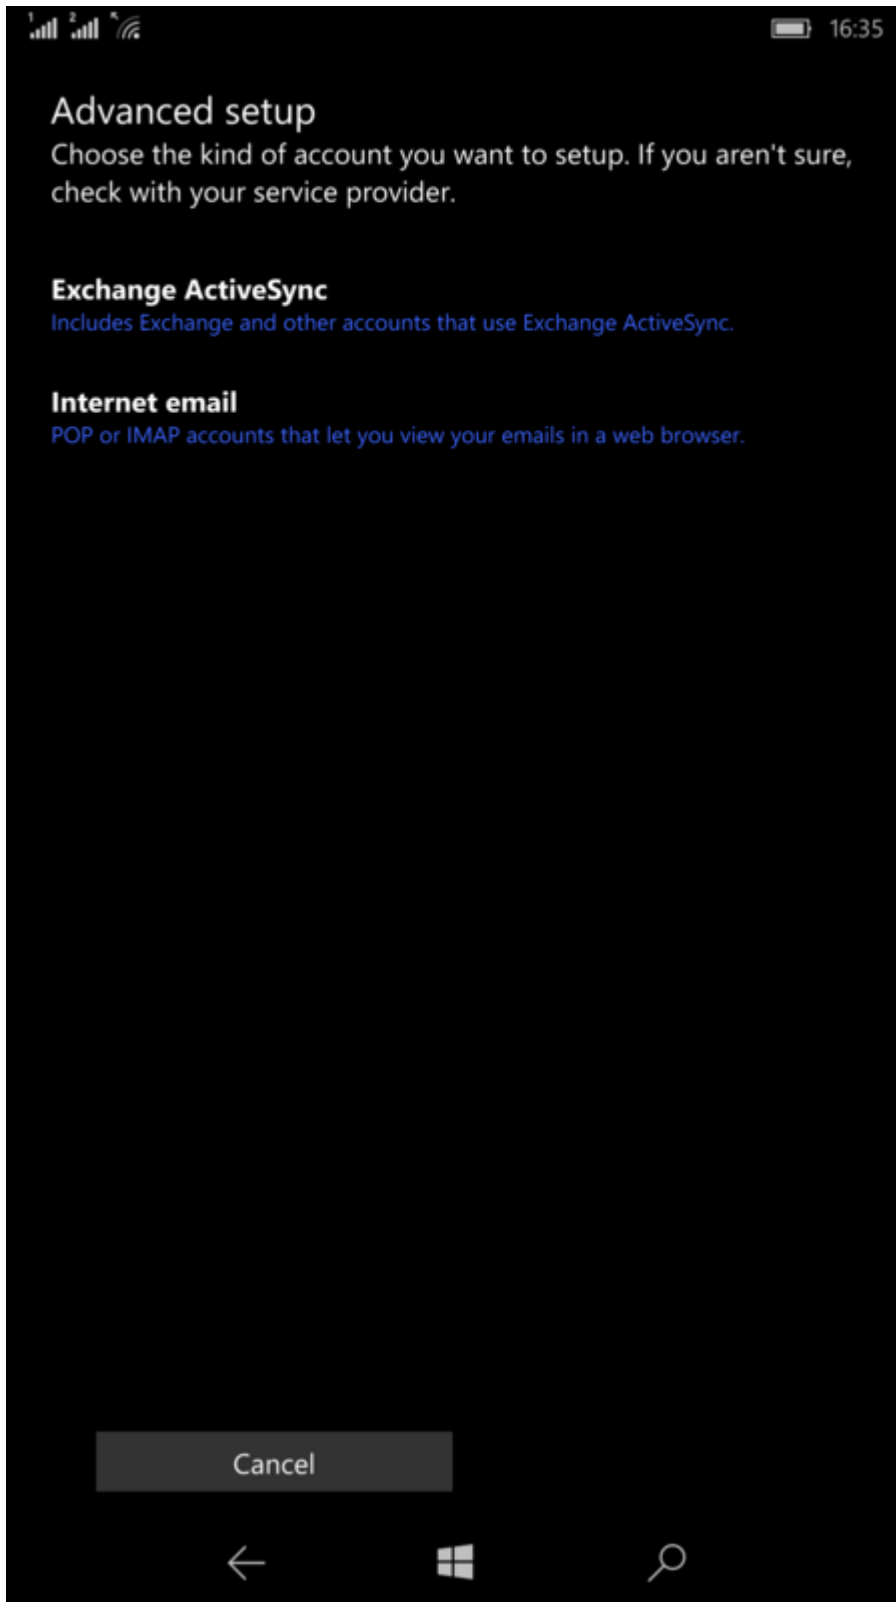 1 2 16:35
Advanced setup
Choose the kind of account you want to setup. If you aren't sure,
check with your service provider.
Exchange ActiveSync
Includes Exchange and other accounts that use Exchange ActiveSync.
Internet email
POP or IMAP accounts that let you view your emails in a web browser.
Cancel